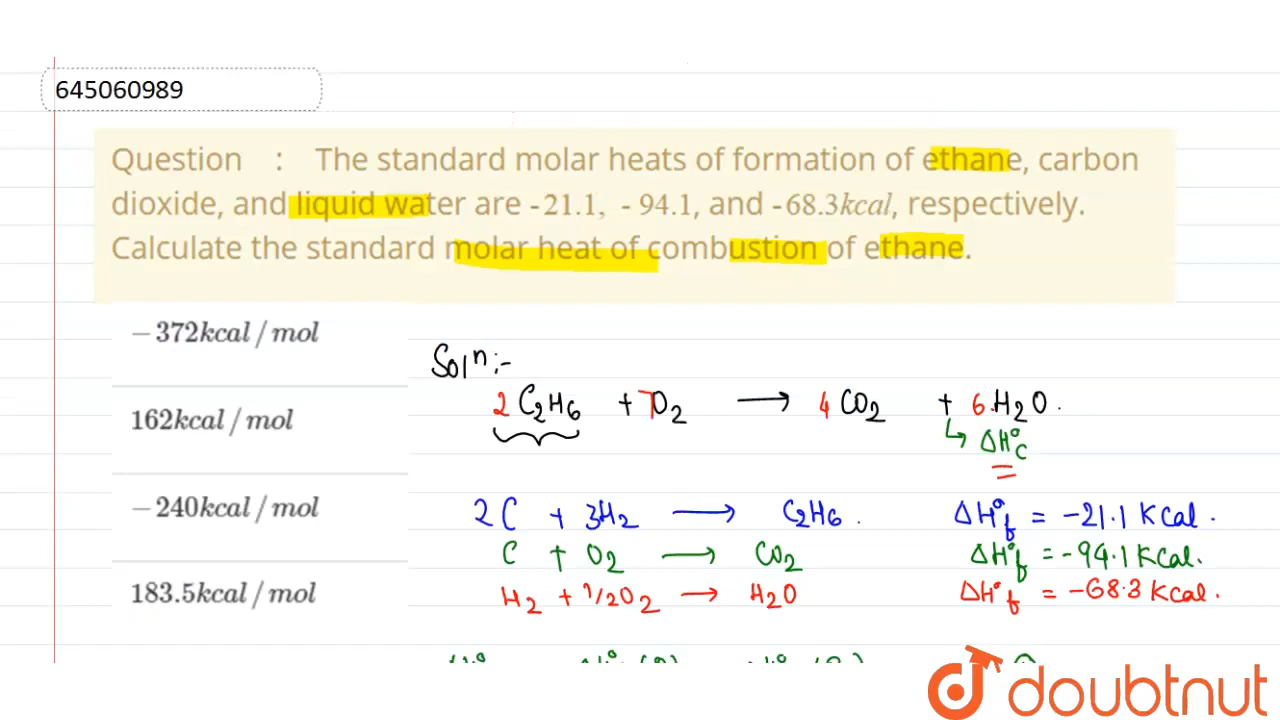 645060989
Question : The standard molar heats of formation of ethane, carbon
dioxide, and liquid water are -21.1, - 94.1, and -68.3kcal, respectively.
Calculate the standard molar heat of combustion of ethane.
-372kcal/mol
162kcal/mol
-240kcal/mol
183.5kcal/mol
Solⁿ:-
2 C₂H₆ + 7O₂ → 4 CO₂ + 6 H₂O.
↳ ΔH°C
2C + 3H₂ → C₂H₆. ΔH°f = -21.1 Kcal.
C + O₂ → CO₂ ΔH°f = -94.1 Kcal.
H₂ + 1/2O₂ → H₂O ΔH°f = -68.3 Kcal.
doubtnut